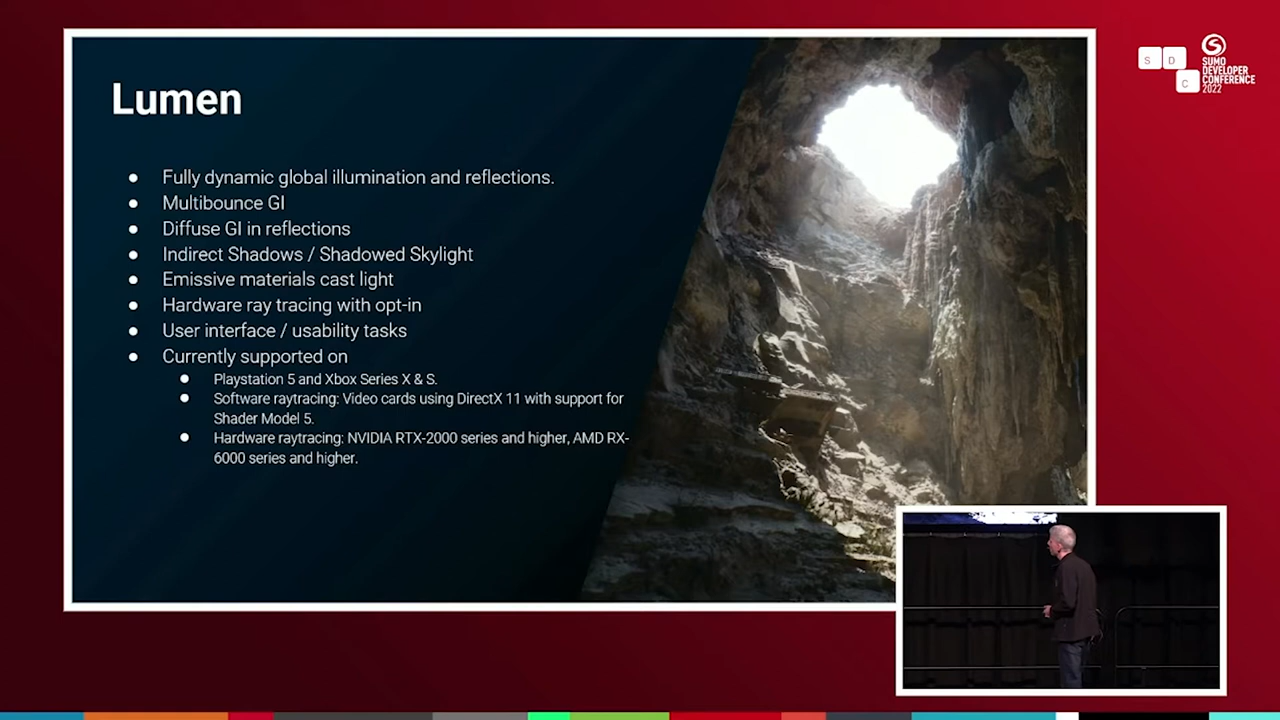 Lumen
Fully dynamic global illumination and reflections.
Multibounce GI
Diffuse GI in reflections
Indirect Shadows / Shadowed Skylight
Emissive materials cast light
Hardware ray tracing with opt-in
User interface / usability tasks
Currently supported on
Playstation 5 and Xbox Series X & S.
Software raytracing: Video cards using DirectX 11 with support for
Shader Model 5.
Hardware raytracing: NVIDIA RTX-2000 series and higher, AMD RX-
6000 series and higher.
S D
C
SUMO
DEVELOPER
CONFERENCE
2022